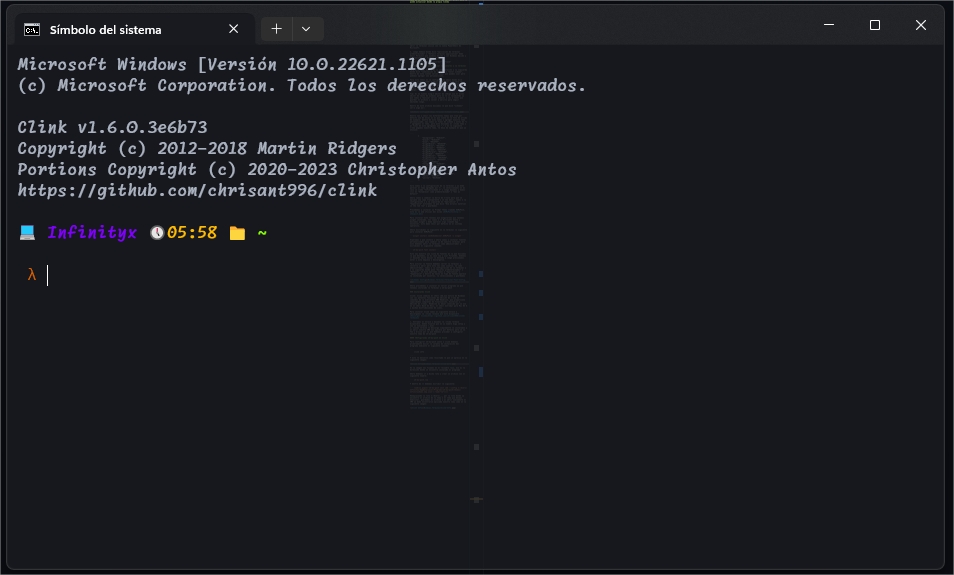 Símbolo del sistema
Microsoft Windows [Versión 10.0.22621.1105]
(c) Microsoft Corporation. Todos los derechos reservados.
Clink v1.6.0.3e6b73
Copyright (c) 2012-2018 Martin Ridgers
Portions Copyright (c) 2020-2023 Christopher Antos
https://github.com/chrisant996/clink
Infinityx 05:58 ~
λ